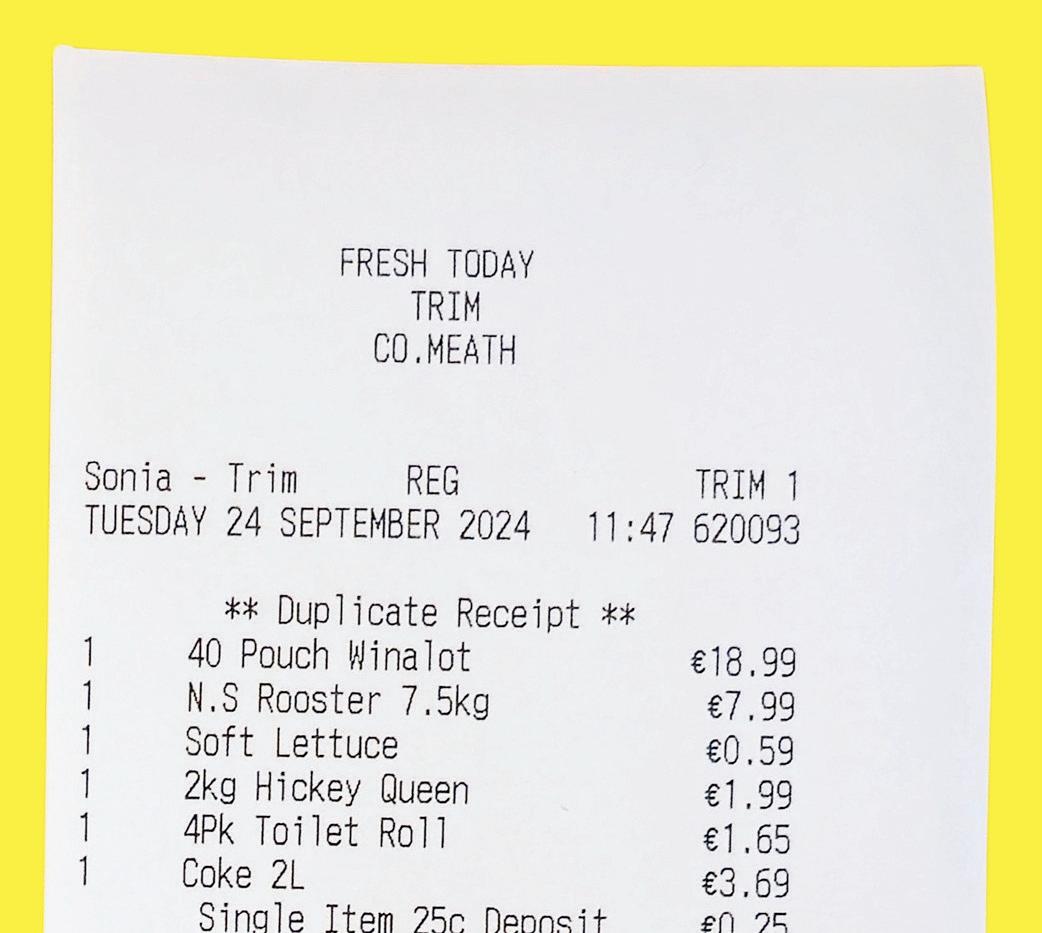 FRESH TODAY
TRIM
CO.MEATH
Sonia - Trim REG TRIM 1
TUESDAY 24 SEPTEMBER 2024 11:47 620093
** Duplicate Receipt **
1 40 Pouch Winalot €18.99
1 N.S Rooster 7.5kg €7.99
1 Soft Lettuce €0.59
1 2kg Hickey Queen €1.99
1 4Pk Toilet Roll €1.65
1 Coke 2L €3.69
Single Item 25c Deposit €0.25